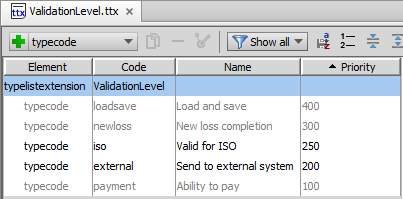 ValidationLevel.ttx
typecode Show all
Element Code Name Priority
typelistextension ValidationLevel
typecode loadsave Load and save 400
typecode newloss New loss completion 300
typecode iso Valid for ISO 250
typecode external Send to external system 200
typecode payment Ability to pay 100